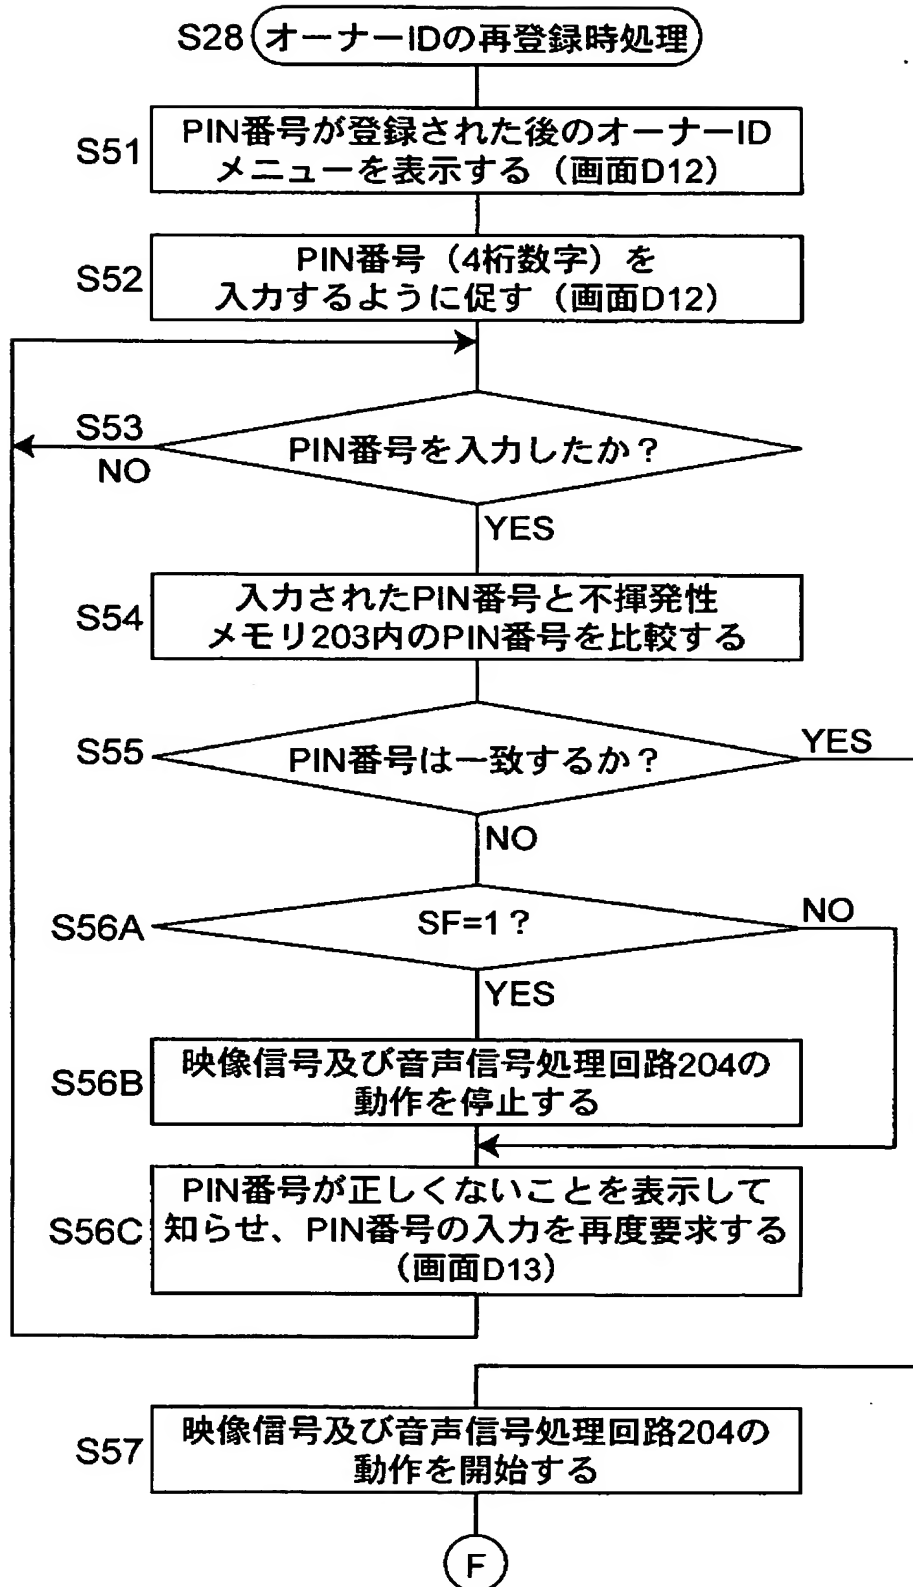 S28 オーナーIDの再登録時処理
S51
PIN番号が登録された後のオーナーID
メニューを表示する（画面D12）
S52
PIN番号（4桁数字）を
入力するように促す（画面D12）
S53
NO
PIN番号を入力したか？
YES
S54
入力されたPIN番号と不揮発性
メモリ203内のPIN番号を比較する
S55
PIN番号は一致するか？
YES
NO
S56A
SF=1？
NO
YES
S56B
映像信号及び音声信号処理回路204の
動作を停止する
S56C
PIN番号が正しくないことを表示して
知らせ、PIN番号の入力を再度要求する
（画面D13）
S57
映像信号及び音声信号処理回路204の
動作を開始する
F